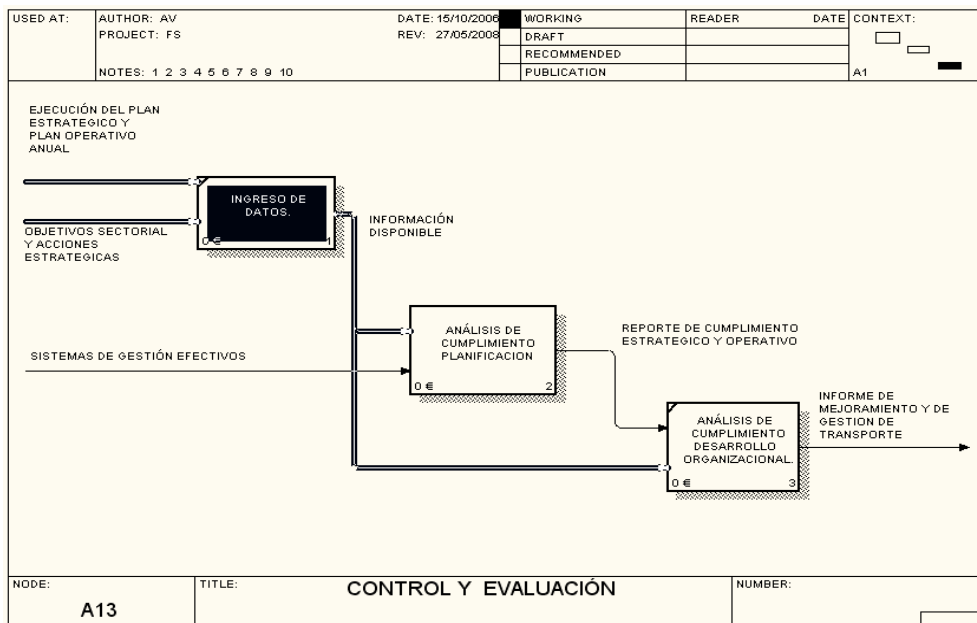 USED AT:
AUTHOR: AV
DATE: 15/10/2006
WORKING
READER
DATE
CONTEXT:
PROJECT: FS
REV: 27/05/2008
DRAFT
RECOMMENDED
NOTES: 1 2 3 4 5 6 7 8 9 10
PUBLICATION
A1
EJECUCIÓN DEL PLAN
ESTRATEGICO Y
PLAN OPERATIVO
ANUAL
INGRESO DE
DATOS.
0 €
1
OBJETIVOS SECTORIAL
Y ACCIONES
ESTRATEGICAS
INFORMACIÓN
DISPONIBLE
ANÁLISIS DE
CUMPLIMIENTO
PLANIFICACION
0 €
2
SISTEMAS DE GESTIÓN EFECTIVOS
REPORTE DE CUMPLIMIENTO
ESTRATEGICO Y OPERATIVO
ANÁLISIS DE
CUMPLIMIENTO
DESARROLLO
ORGANIZACIONAL.
0 €
3
INFORME DE
MEJORAMIENTO Y DE
GESTION DE
TRANSPORTE
NODE:
A13
TITLE:
CONTROL Y EVALUACIÓN
NUMBER: